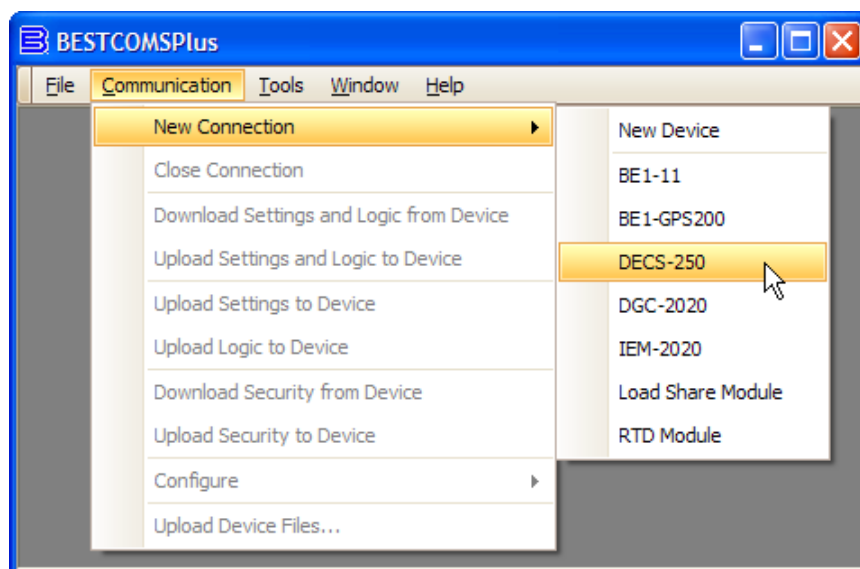 BESTCOMSPlus
File Communication Tools Window Help
New Connection
Close Connection
Download Settings and Logic from Device
Upload Settings and Logic to Device
Upload Settings to Device
Upload Logic to Device
Download Security from Device
Upload Security to Device
Configure
Upload Device Files...
New Device
BE1-11
BE1-GPS200
DECS-250
DGC-2020
IEM-2020
Load Share Module
RTD Module